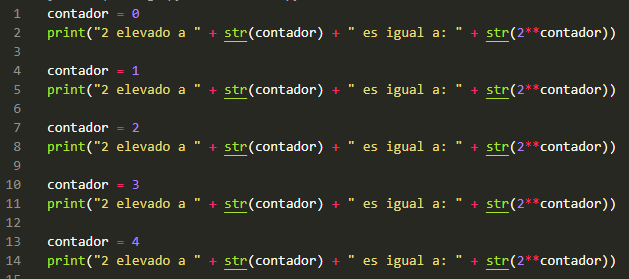 1 contador = 0
2 print("2 elevado a " + str(contador) + " es igual a: " + str(2**contador))
3
4 contador = 1
5 print("2 elevado a " + str(contador) + " es igual a: " + str(2**contador))
6
7 contador = 2
8 print("2 elevado a " + str(contador) + " es igual a: " + str(2**contador))
9
10 contador = 3
11 print("2 elevado a " + str(contador) + " es igual a: " + str(2**contador))
12
13 contador = 4
14 print("2 elevado a " + str(contador) + " es igual a: " + str(2**contador))